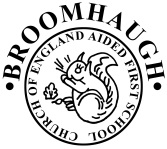 •BROOMHAUGH•
CHURCH OF ENGLAND AIDED FIRST SCHOOL